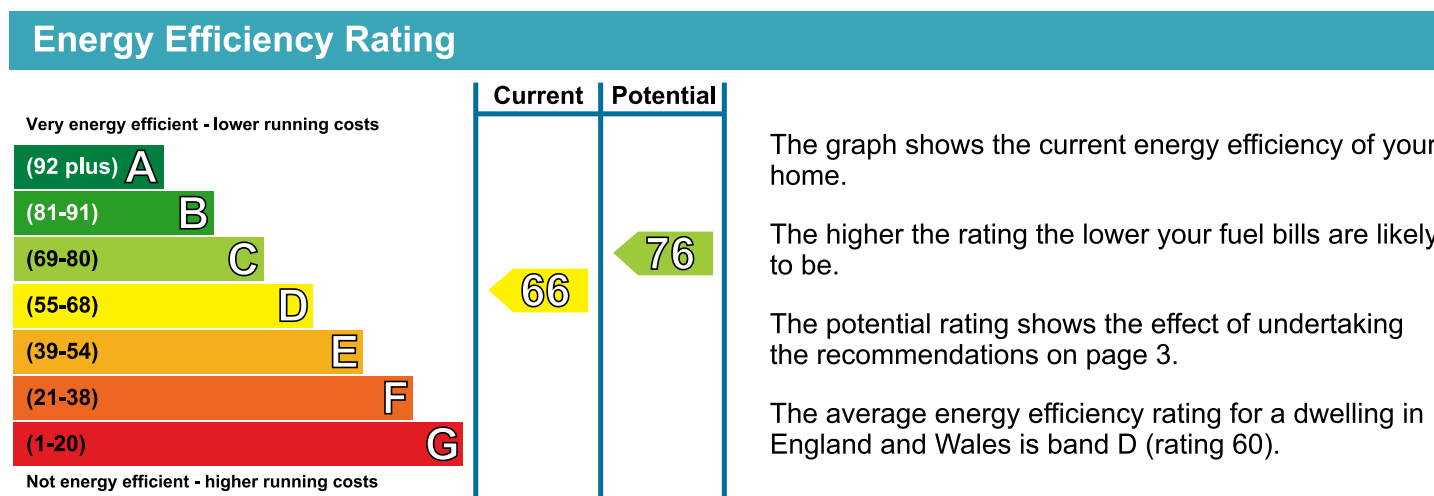 Energy Efficiency Rating
Current Potential
Very energy efficient - lower running costs
(92 plus) A
(81-91) B
(69-80) C
(55-68) D
(39-54) E
(21-38) F
(1-20) G
Not energy efficient - higher running costs
66
76
The graph shows the current energy efficiency of your
home.
The higher the rating the lower your fuel bills are likely
to be.
The potential rating shows the effect of undertaking
the recommendations on page 3.
The average energy efficiency rating for a dwelling in
England and Wales is band D (rating 60).